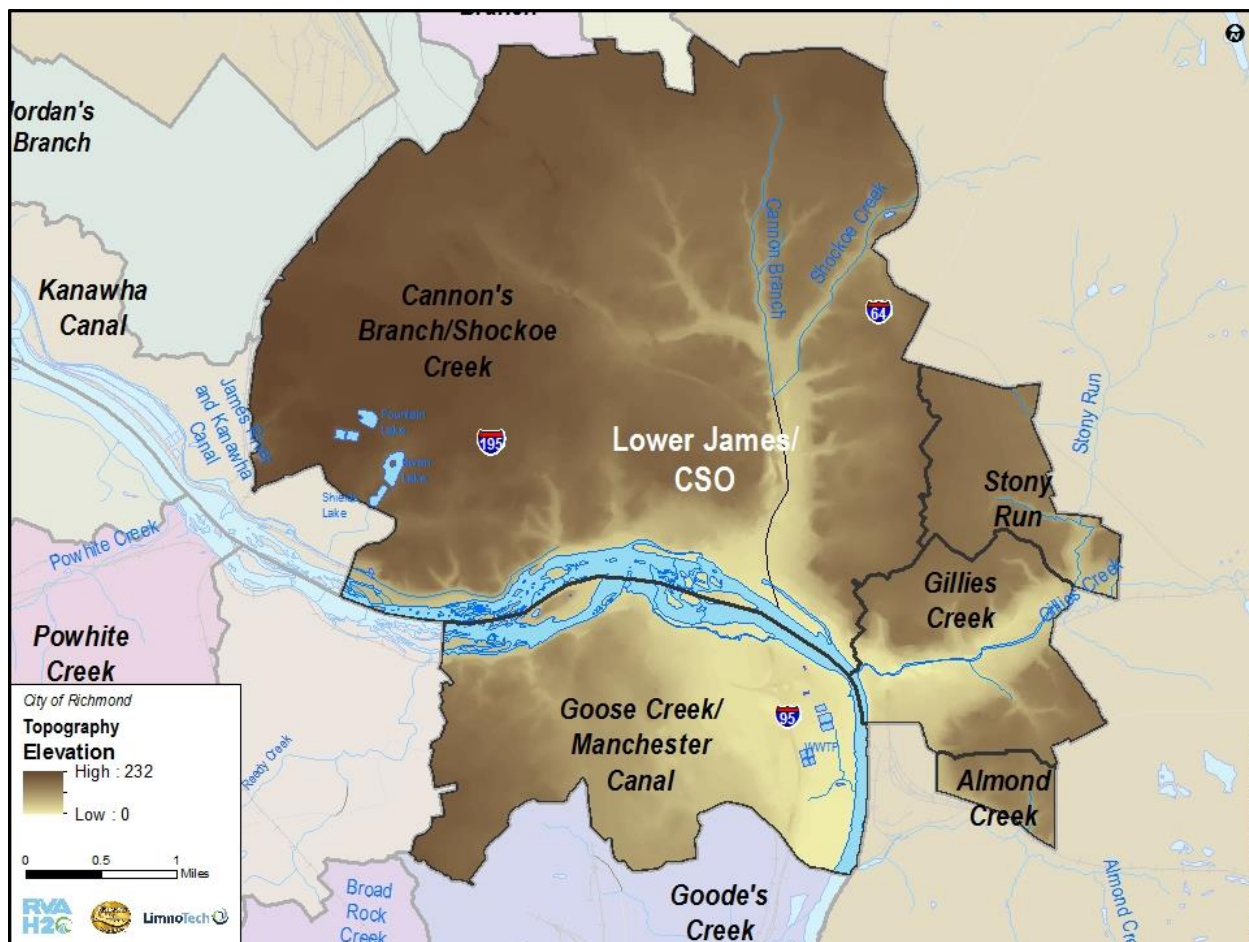 Branch
N
Jordan's
Branch
Kanawha
Canal
Cannon's
Branch/Shockoe
Creek
Cannon Branch
Shockoe Creek
64
James River
and Kanawha
Canal
Fountain
Lake
Swan
Lake
Shields
Lake
195
Lower James/
CSO
Stony Run
Stony
Run
Gillies
Creek
Gillies Creek
Powhite Creek
Powhite
Creek
Goose Creek/
Manchester
Canal
95
WWTP
Almond
Creek
Almond Creek
Reedy Creek
Broad
Rock
Creek
Goode's
Creek
City of Richmond
Topography
Elevation
High : 232
Low : 0
0 0.5 1
Miles
RVA
H2O
LimnoTech